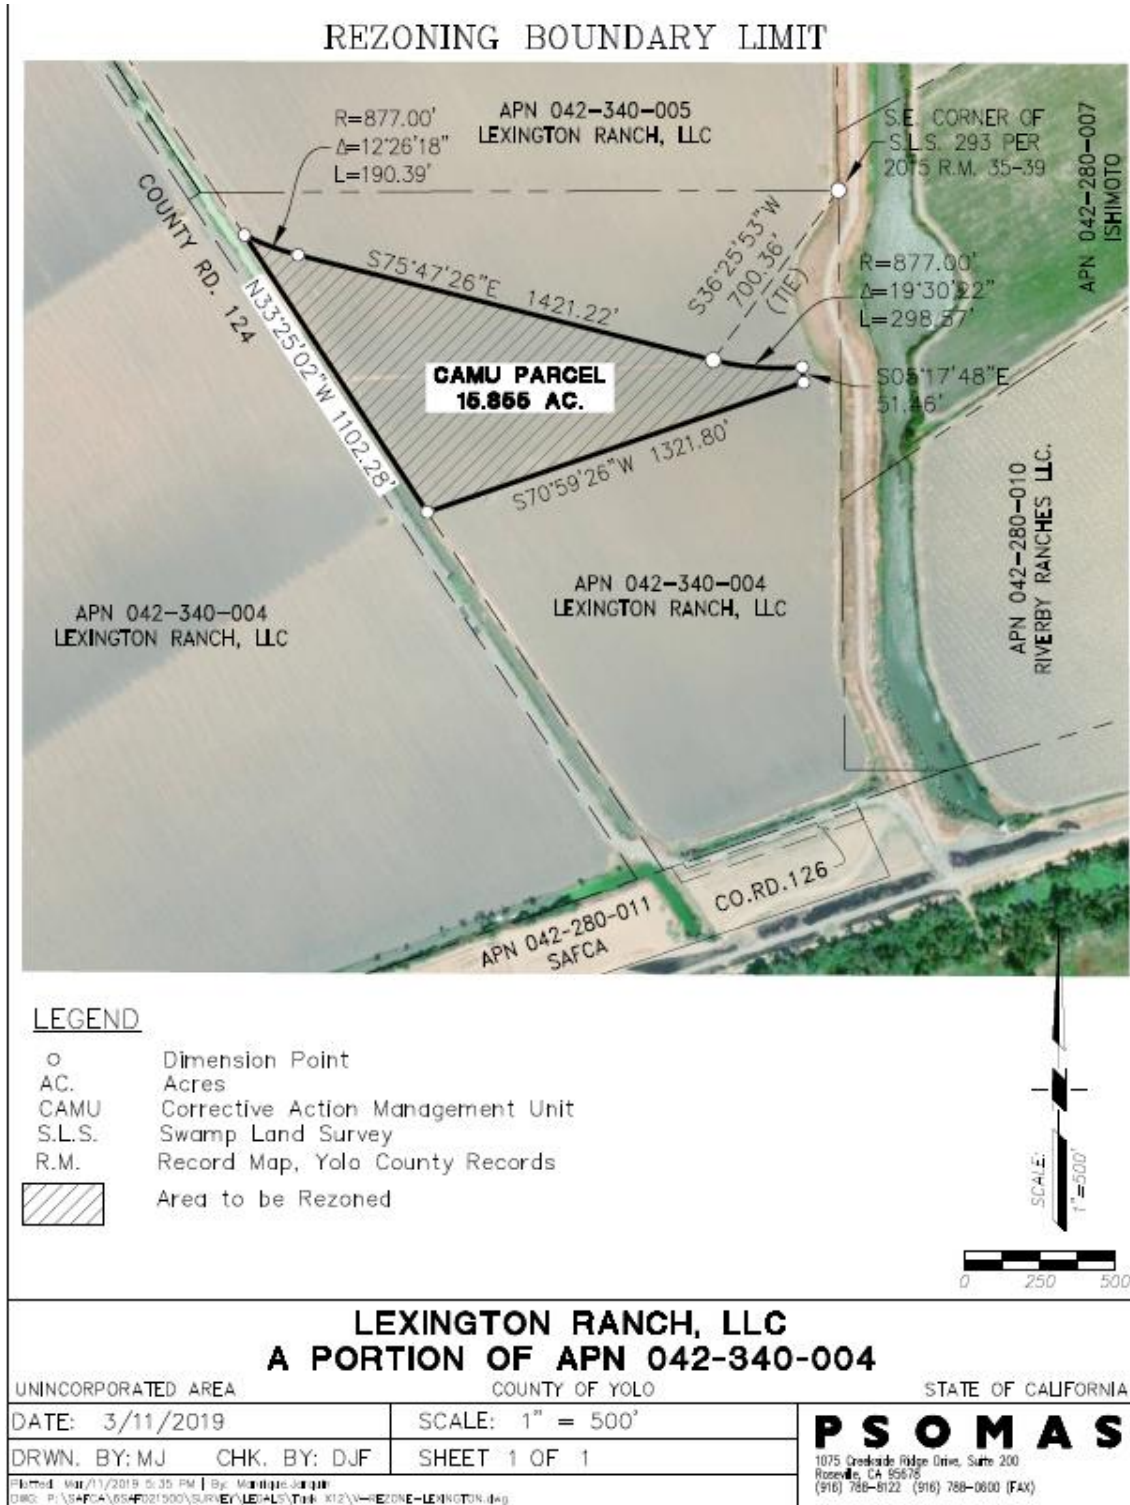 REZONING BOUNDARY LIMIT
R=877.00'
Δ=12°26'18"
L=190.39'
APN 042-340-005
LEXINGTON RANCH, LLC
S.E. CORNER OF
S.L.S. 293 PER
2015 R.M. 35-39
APN 042-280-007
ISHIMOTO
COUNTY RD. 124
S75°47'26"E 1421.22'
S36°25'53"W
700.36'
(TIE)
R=877.00'
Δ=19°30'22"
L=298.57'
N33°25'02"W 1102.28'
CAMU PARCEL
15.855 AC.
S05°17'48"E
51.46'
S70°59'26"W 1321.80'
APN 042-280-010
RIVERBY RANCHES LLC.
APN 042-340-004
LEXINGTON RANCH, LLC
APN 042-340-004
LEXINGTON RANCH, LLC
CO.RD.126
APN 042-280-011
SAFCA
LEGEND
Dimension Point
AC. Acres
CAMU Corrective Action Management Unit
S.L.S. Swamp Land Survey
R.M. Record Map, Yolo County Records
Area to be Rezoned
SCALE:
1"=500'
0 250 500
LEXINGTON RANCH, LLC
A PORTION OF APN 042-340-004
UNINCORPORATED AREA COUNTY OF YOLO STATE OF CALIFORNIA
DATE: 3/11/2019 SCALE: 1" = 500'
DRWN. BY: MJ CHK. BY: DJF SHEET 1 OF 1
PSOMAS
1075 Creekside Ridge Drive, Suite 200
Roseville, CA 95678
(916) 788-8122 (916) 788-0600 (FAX)
Plotted: Mar/11/2019 5:35 PM | By: